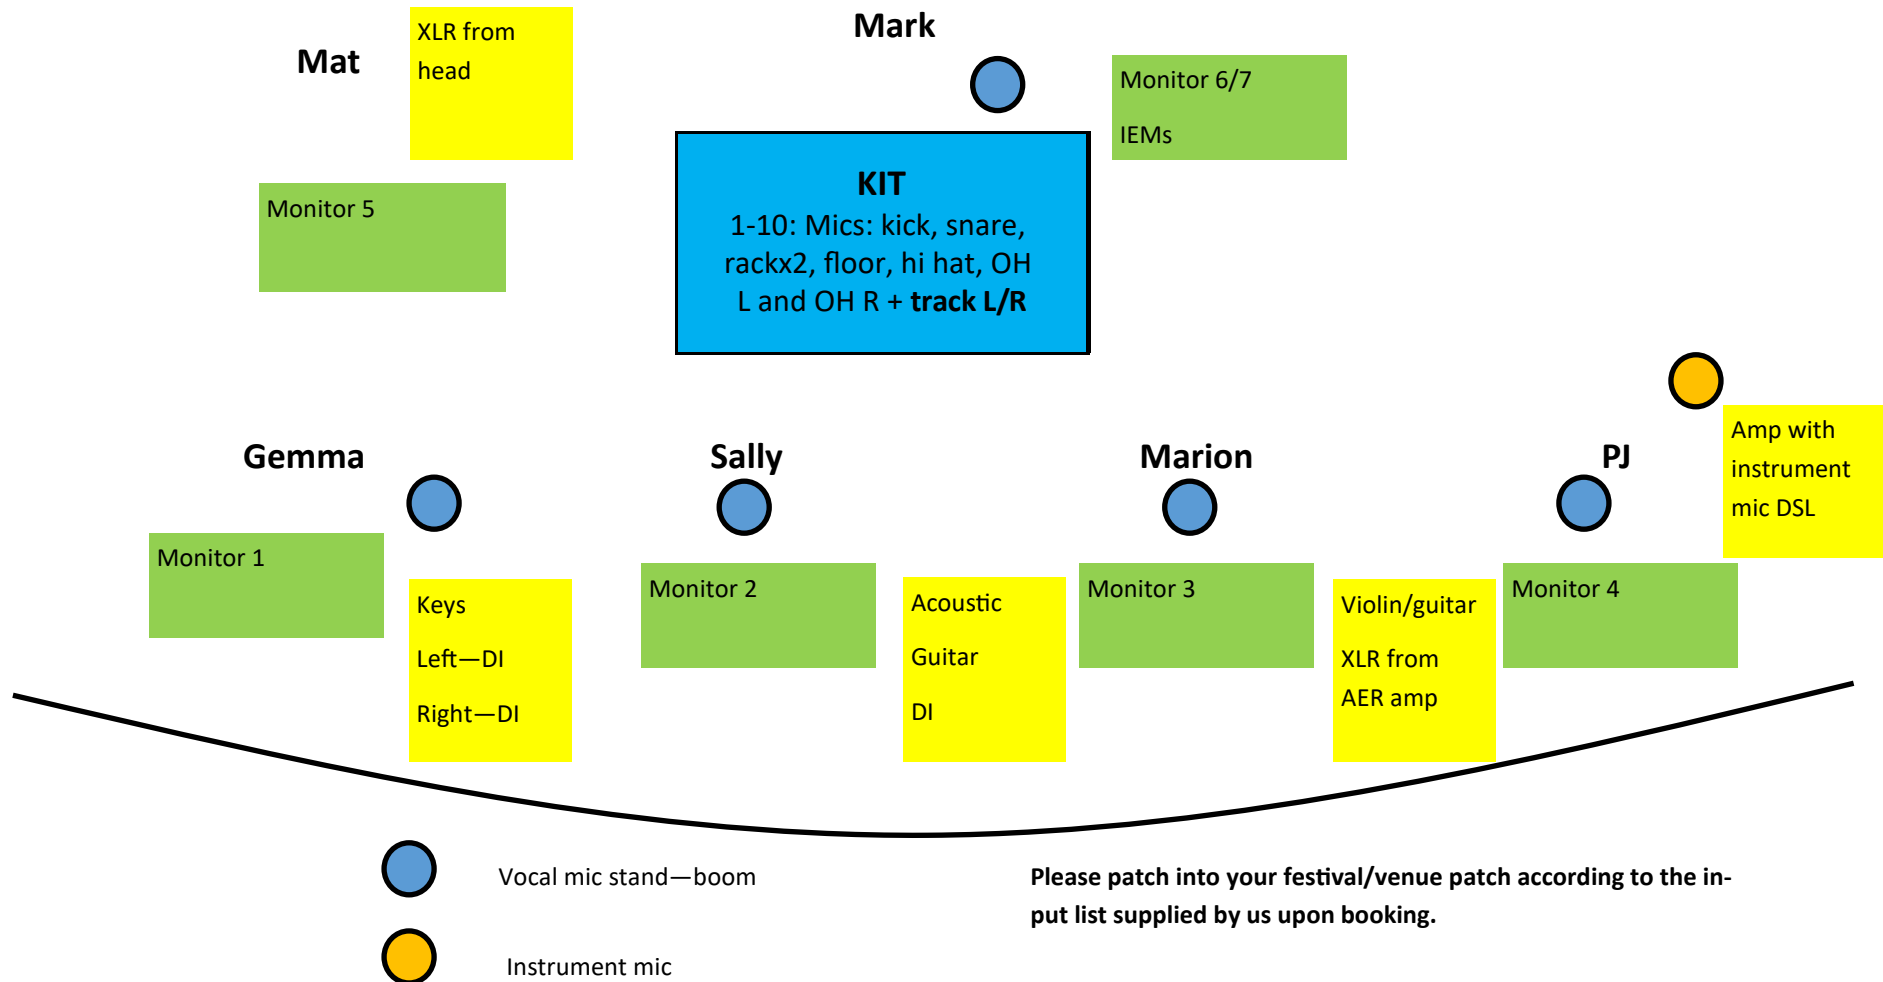 Mat
XLR from
head
Mark
Monitor 6/7
IEMs
Monitor 5
KIT
1-10: Mics: kick, snare,
rackx2, floor, hi hat, OH
L and OH R + track L/R
Gemma
Sally
Marion
PJ
Amp with
instrument
mic DSL
Monitor 1
Keys
Left—DI
Right—DI
Monitor 2
Acoustic
Guitar
DI
Monitor 3
Violin/guitar
XLR from
AER amp
Monitor 4
Vocal mic stand—boom
Instrument mic
Please patch into your festival/venue patch according to the in-
put list supplied by us upon booking.